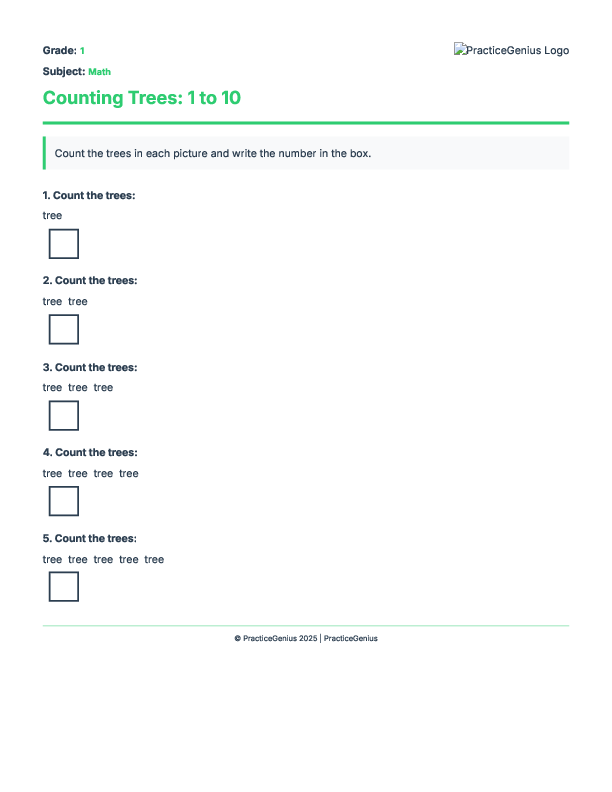 Grade: 1
PracticeGenius Logo
Subject: Math
Counting Trees: 1 to 10
Count the trees in each picture and write the number in the box.
1. Count the trees:
tree
2. Count the trees:
tree tree
3. Count the trees:
tree tree tree
4. Count the trees:
tree tree tree tree
5. Count the trees:
tree tree tree tree tree
© PracticeGenius 2025 | PracticeGenius